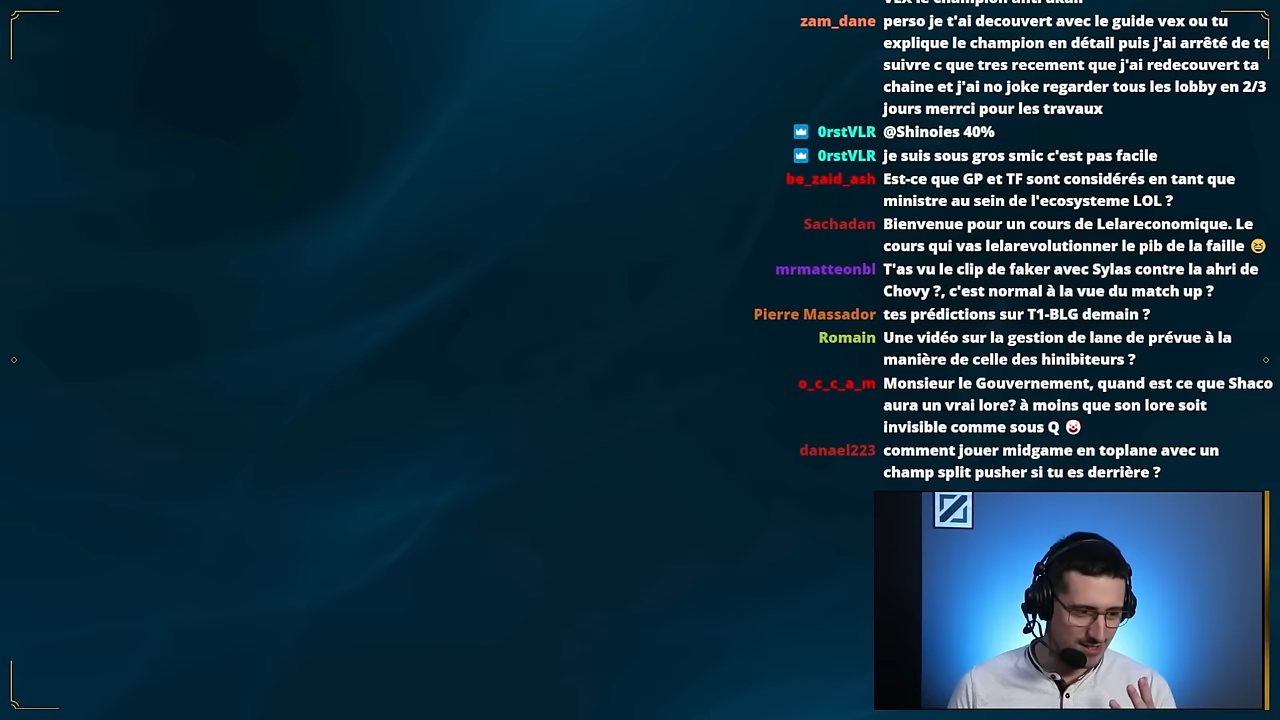 zam_dane perso je t'ai decouvert avec le guide vex ou tu
explique le champion en détail puis j'ai arrêté de te
suivre c que tres recement que j'ai redecouvert ta
chaine et j'ai no joke regarder tous les lobby en 2/3
jours merrci pour les travaux
0rstVLR @Shinoies 40%
0rstVLR je suis sous gros smic c'est pas facile
be_zaid_ash Est-ce que GP et TF sont considérés en tant que
ministre au sein de l'ecosysteme LOL ?
Sachadan Bienvenue pour un cours de Lelareconomique. Le
cours qui vas lelarevolutionner le pib de la faille 😆
mrmatteonbl T'as vu le clip de faker avec Sylas contre la ahri de
Chovy ?, c'est normal à la vue du match up ?
Pierre Massador tes prédictions sur T1-BLG demain ?
Romain Une vidéo sur la gestion de lane de prévue à la
manière de celle des hinibiteurs ?
o_c_c_a_m Monsieur le Gouvernement, quand est ce que Shaco
aura un vrai lore? à moins que son lore soit
invisible comme sous Q 🤡
danael223 comment jouer midgame en toplane avec un
champ split pusher si tu es derrière ?